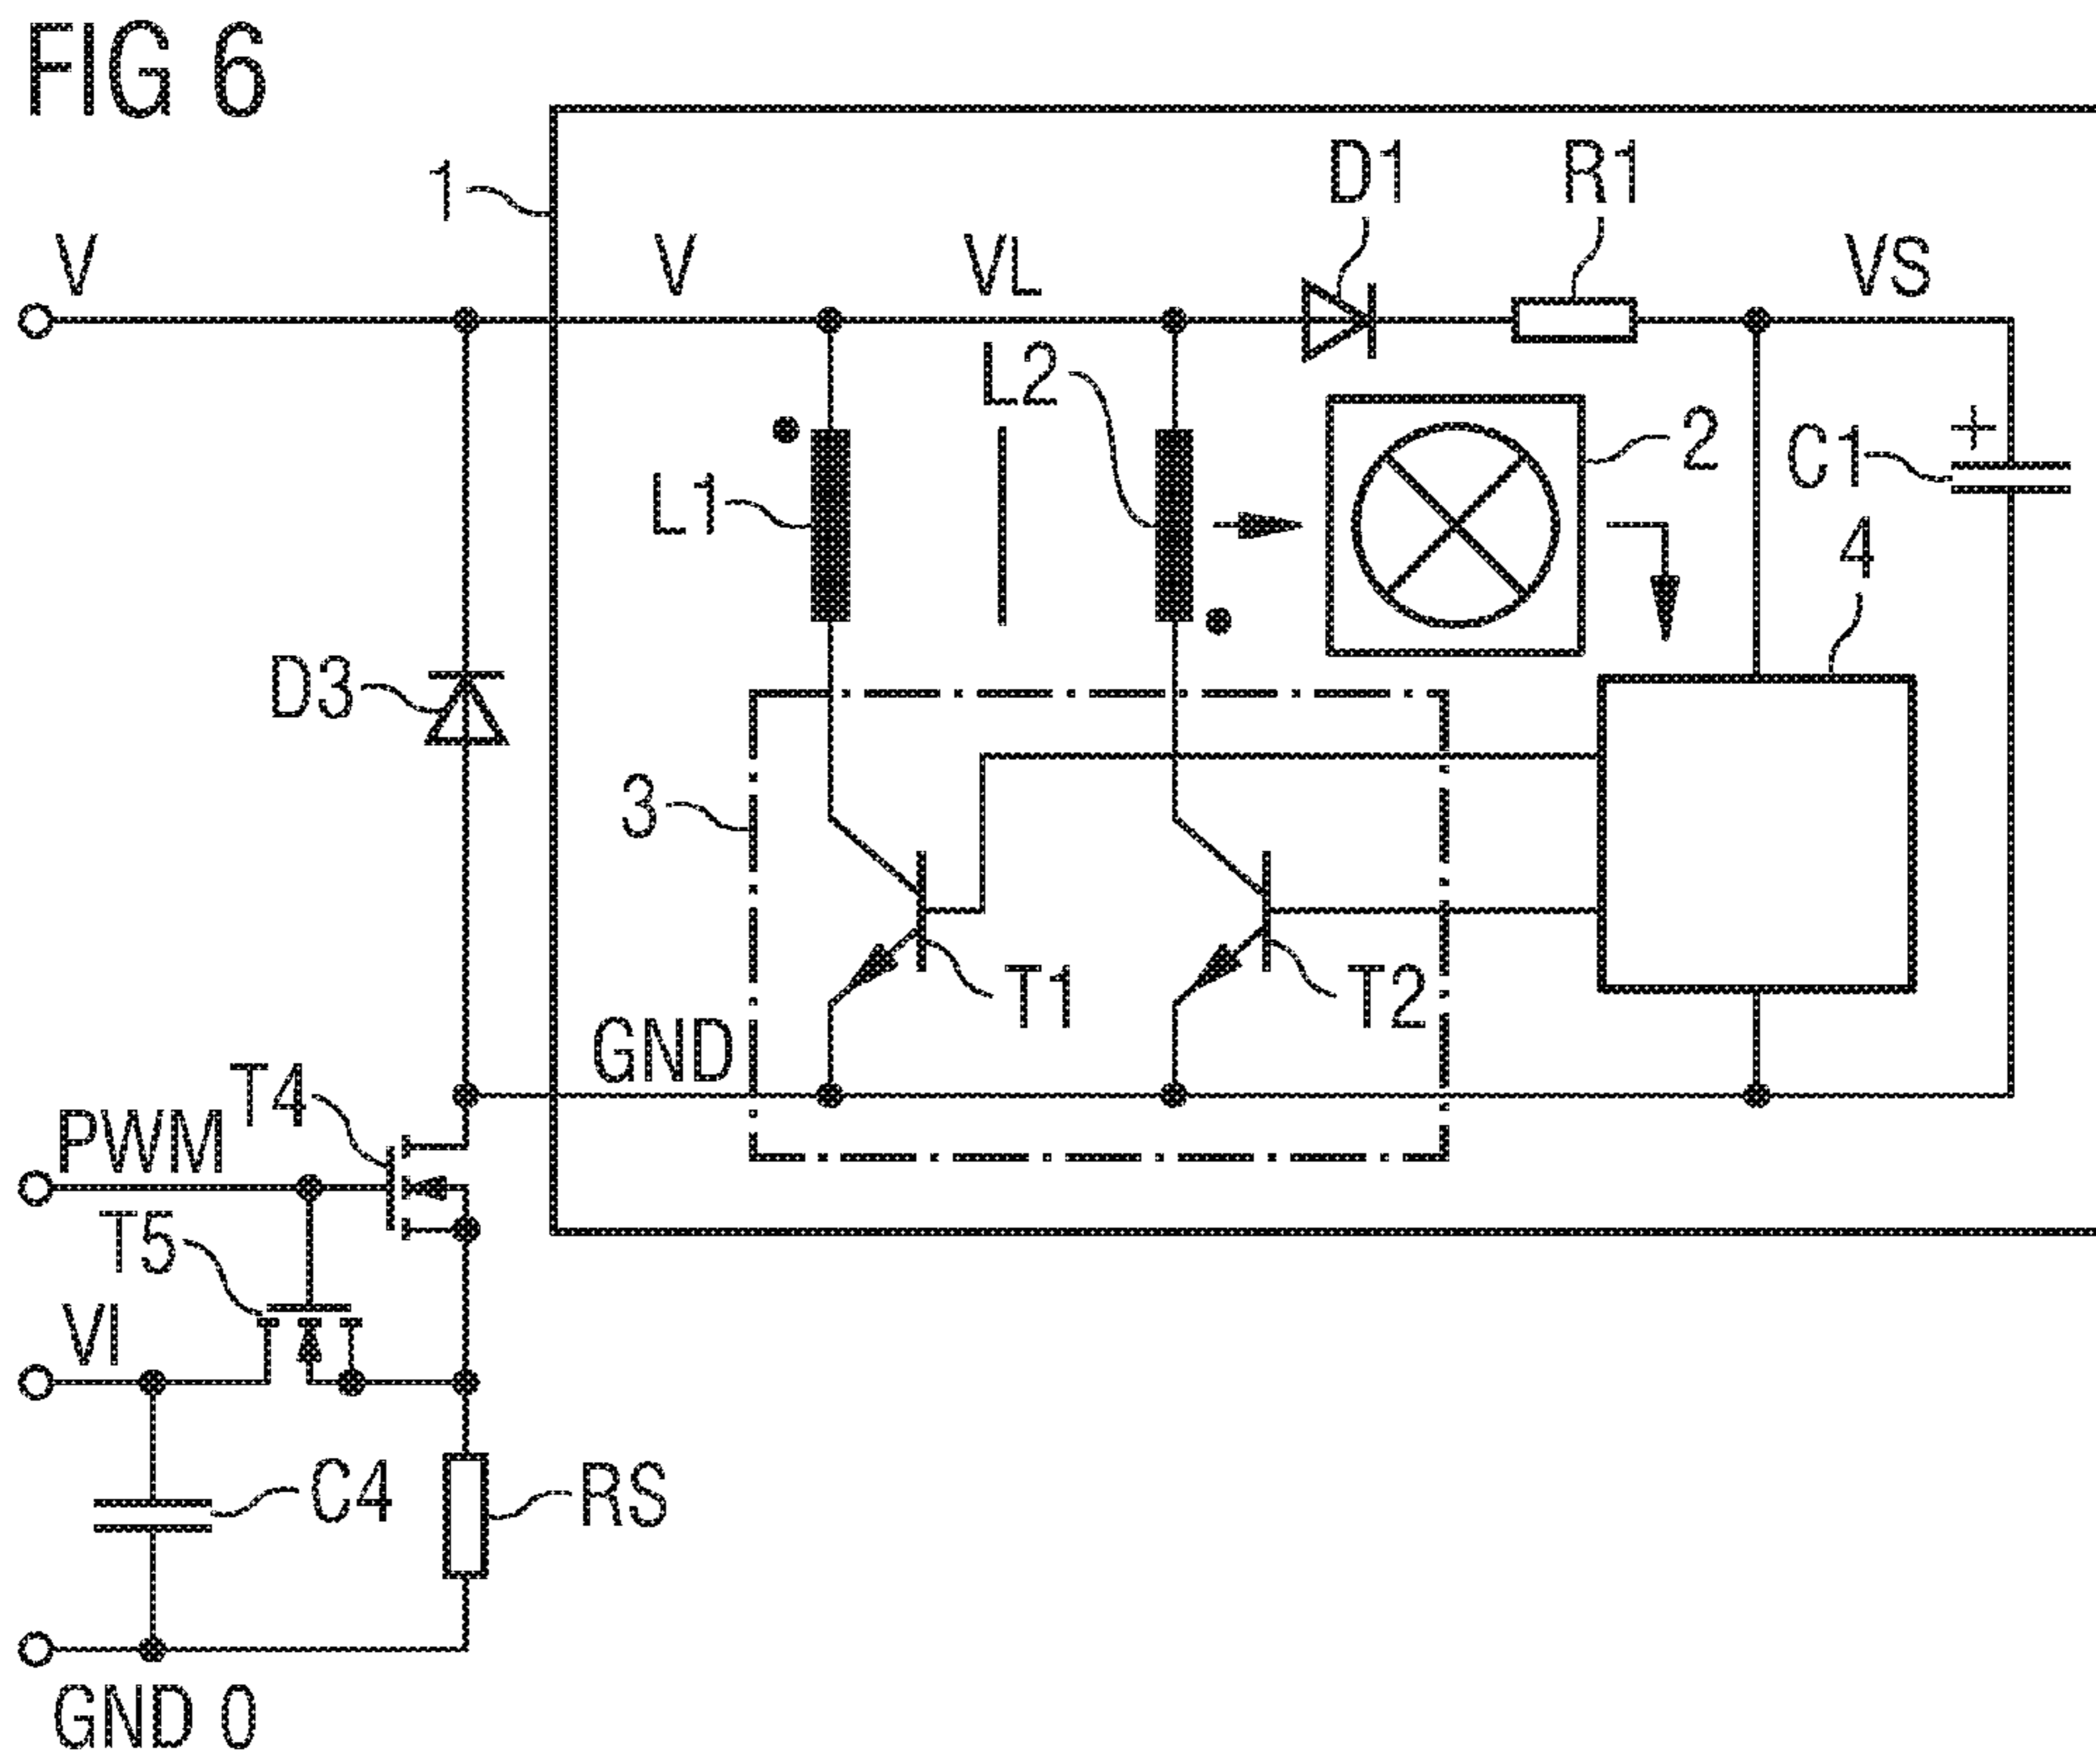 FIG 6
1
D1
R1
V
V
VL
VS
L2
2
C1
L1
4
D3
3
T1
T2
GND
T4
PWM
T5
VI
C4
RS
GND 0